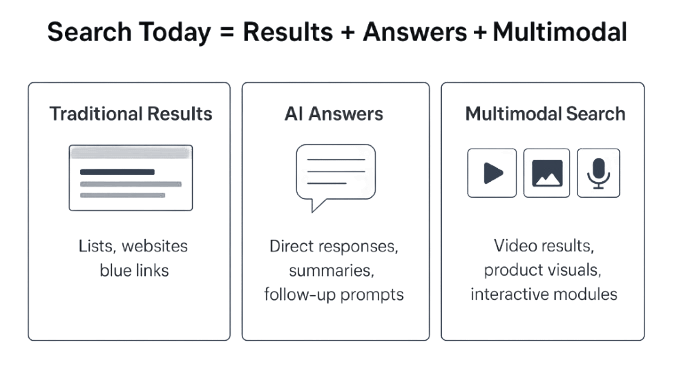 Search Today = Results + Answers + Multimodal
Traditional Results
Lists, websites
blue links
AI Answers
Direct responses,
summaries,
follow-up prompts
Multimodal Search
Video results,
product visuals,
interactive modules